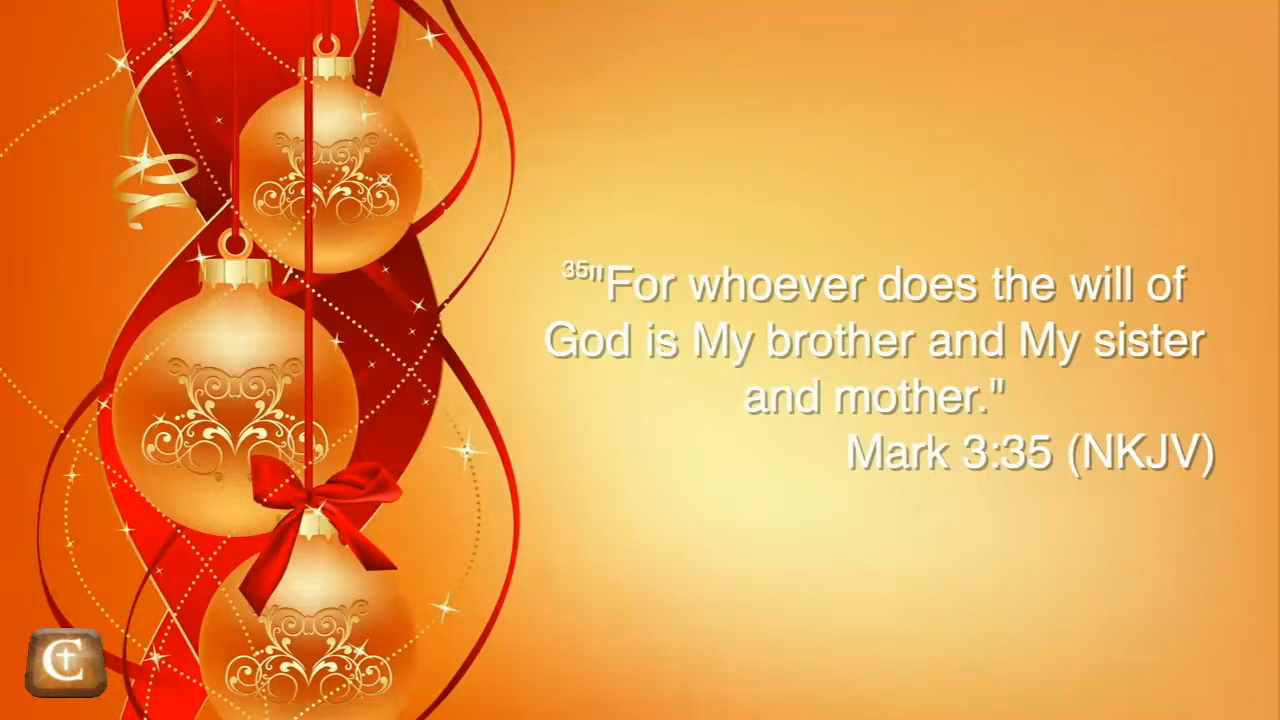 ³⁵"For whoever does the will of
God is My brother and My sister
and mother."
Mark 3:35 (NKJV)
C